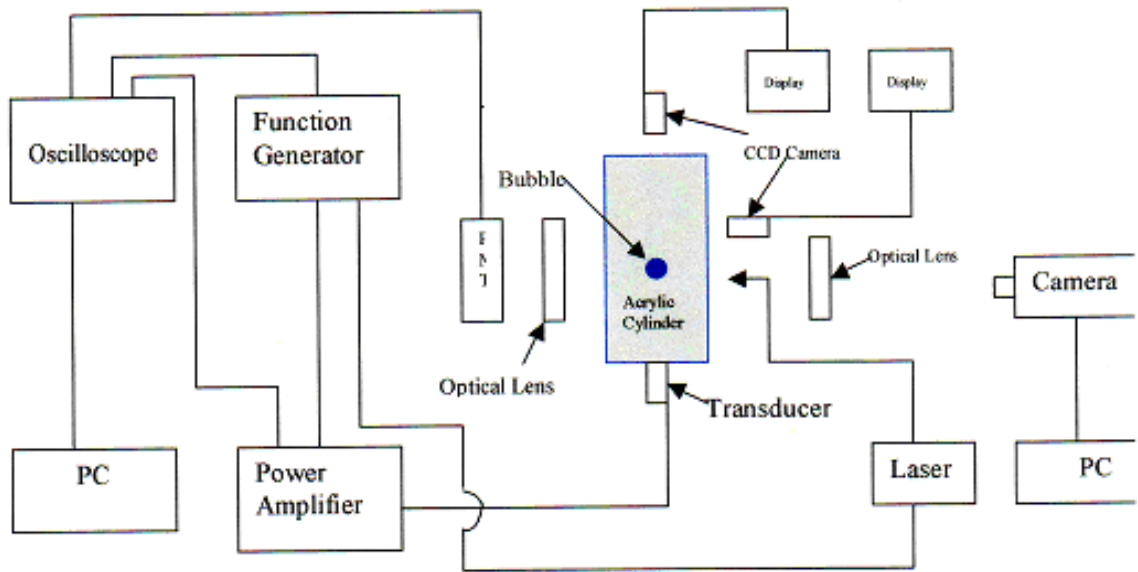 Display
Display
Oscilloscope
Function
Generator
CCD Camera
Bubble
P
M
T
Optical Lens
Camera
Acrylic
Cylinder
Optical Lens
Transducer
PC
Power
Amplifier
Laser
PC